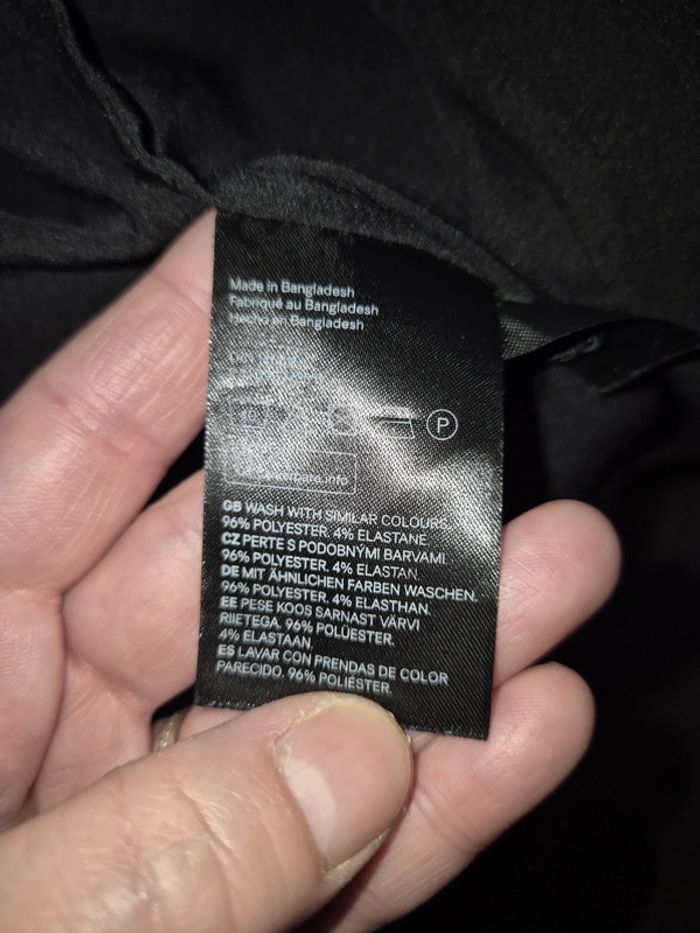 Made in Bangladesh
Fabriqué au Bangladesh
Hecho en Bangladesh
P
GB WASH WITH SIMILAR COLOURS.
96% POLYESTER. 4% ELASTANE
CZ PERTE S PODOBNÝMI BARVAMI.
96% POLYESTER. 4% ELASTAN.
DE MIT ÄHNLICHEN FARBEN WASCHEN.
96% POLYESTER. 4% ELASTHAN.
EE PESE KOOS SARNAST VÄRVI
RIIETEGA. 96% POLÜESTER.
4% ELASTAAN.
ES LAVAR CON PRENDAS DE COLOR
PARECIDO. 96% POLIÉSTER.